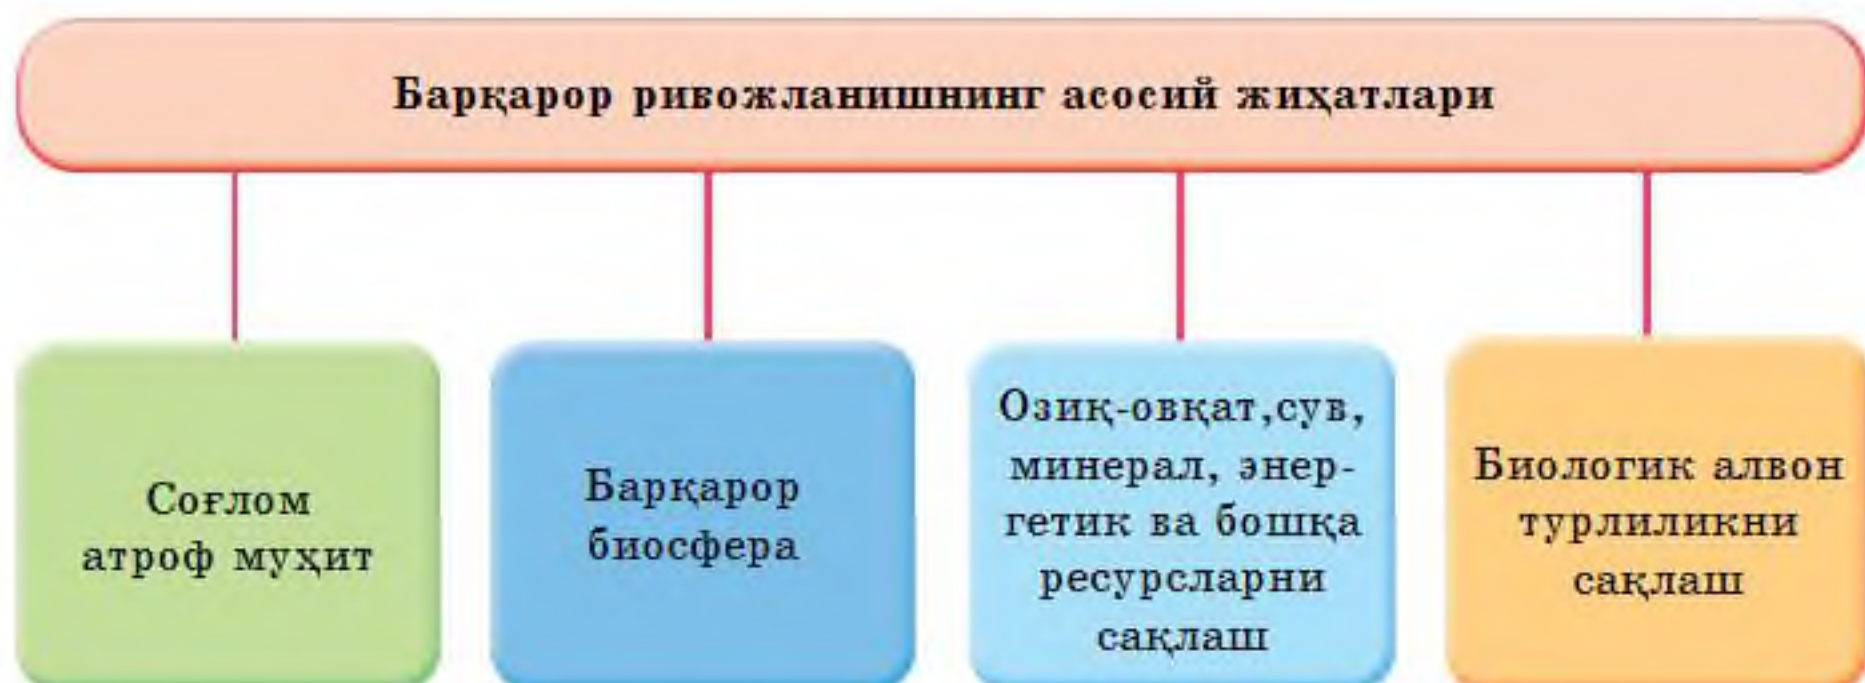 Барқарор ривожланишнинг асосий жиҳатлари
Соғлом
атроф муҳит
Барқарор
биосфера
Озиқ-овқат,сув,
минерал, энер-
гетик ва бошқа
ресурсларни
сақлаш
Биологик алвон
турлиликни
сақлаш